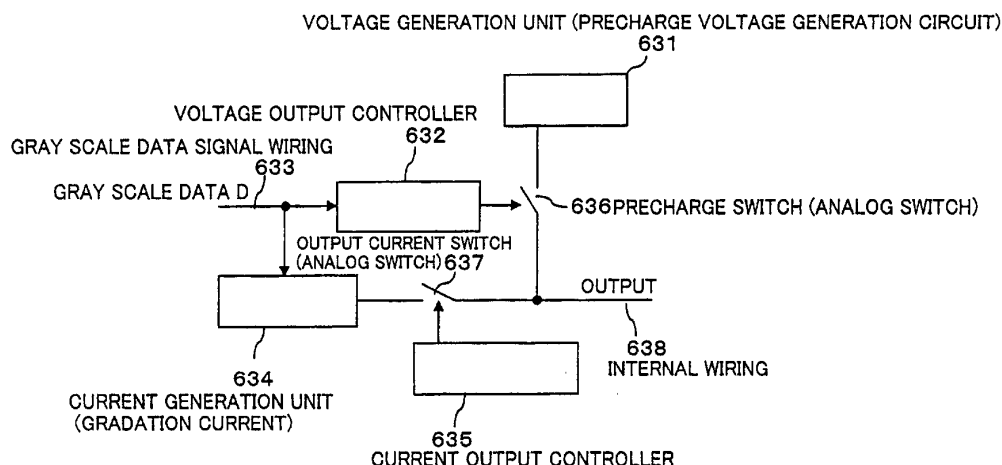 VOLTAGE GENERATION UNIT (PRECHARGE VOLTAGE GENERATION CIRCUIT)
631
VOLTAGE OUTPUT CONTROLLER
632
GRAY SCALE DATA SIGNAL WIRING
633
GRAY SCALE DATA D
636 PRECHARGE SWITCH (ANALOG SWITCH)
OUTPUT CURRENT SWITCH
(ANALOG SWITCH) 637
OUTPUT
638
INTERNAL WIRING
634
CURRENT GENERATION UNIT
(GRADATION CURRENT)
635
CURRENT OUTPUT CONTROLLER